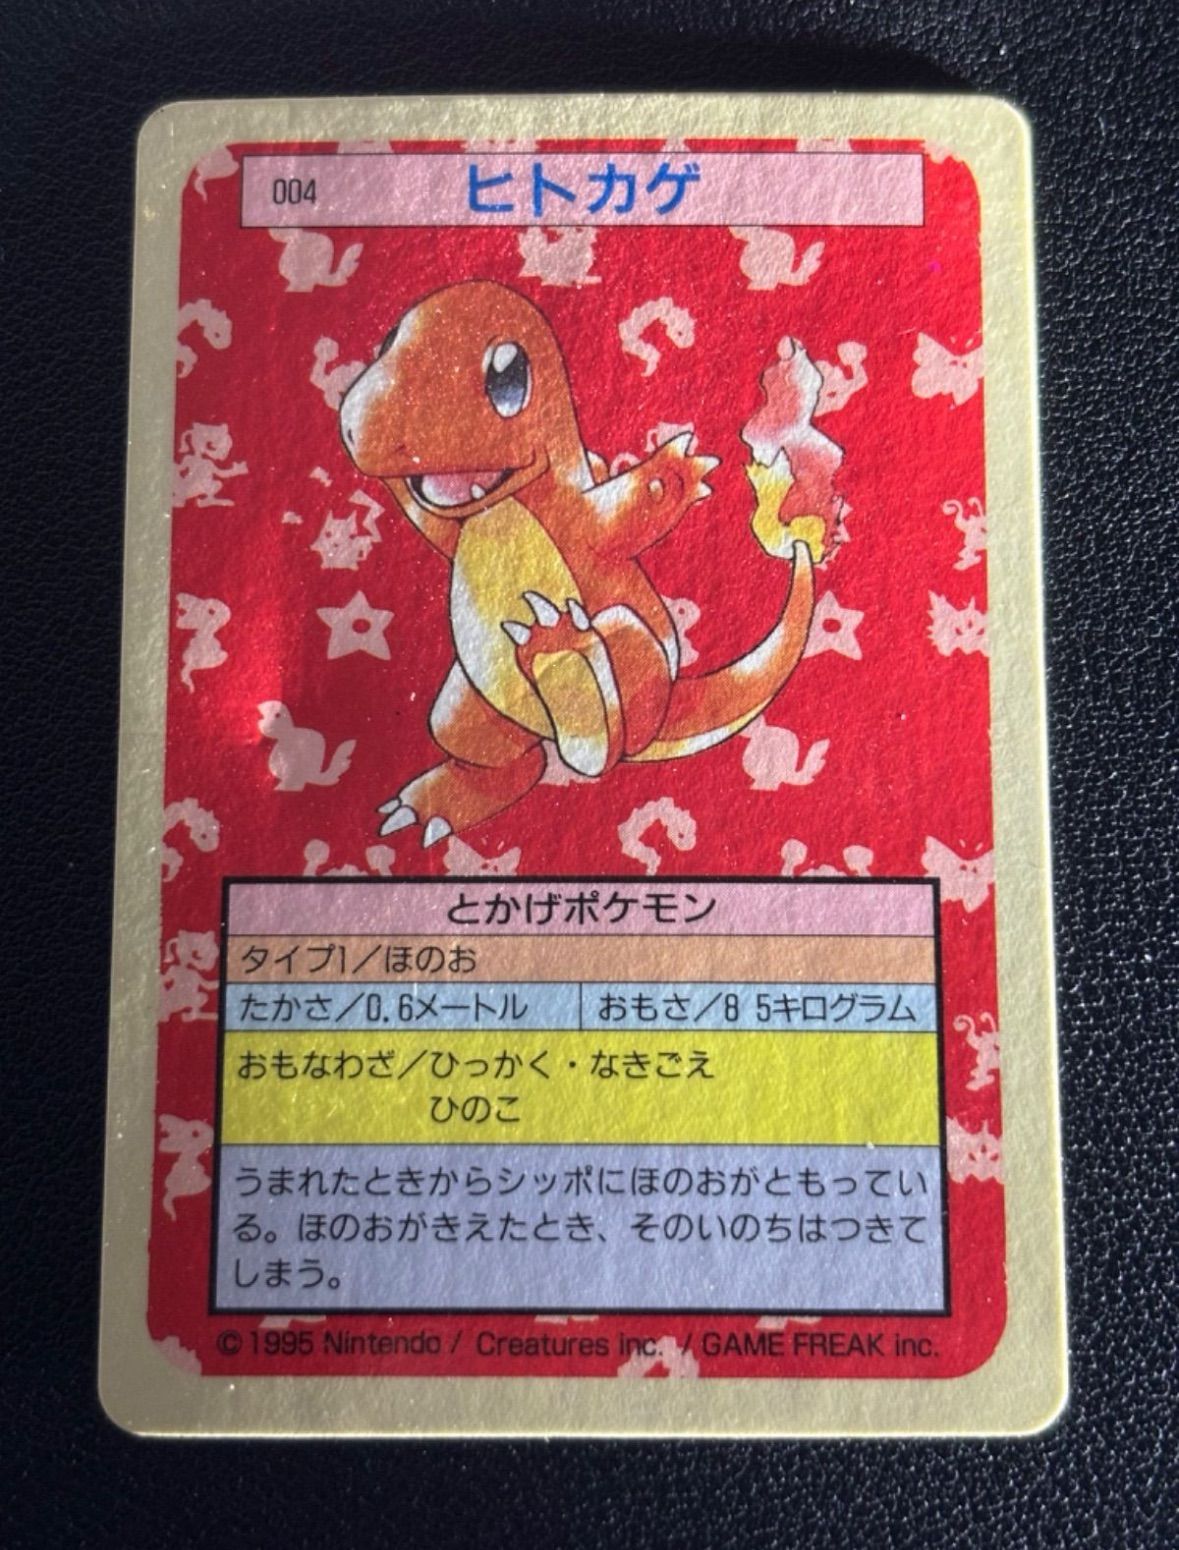 004 ヒトカゲ
とかげポケモン
タイプ1／ほのお
たかさ／0.6メートル おもさ／8 5キログラム
おもなわざ／ひっかく・なきごえ
ひのこ
うまれたときからシッポにほのおがともってい
る。ほのおがきえたとき、そのいのちはつきて
しまう。
© 1995 Nintendo / Creatures inc. / GAME FREAK inc.